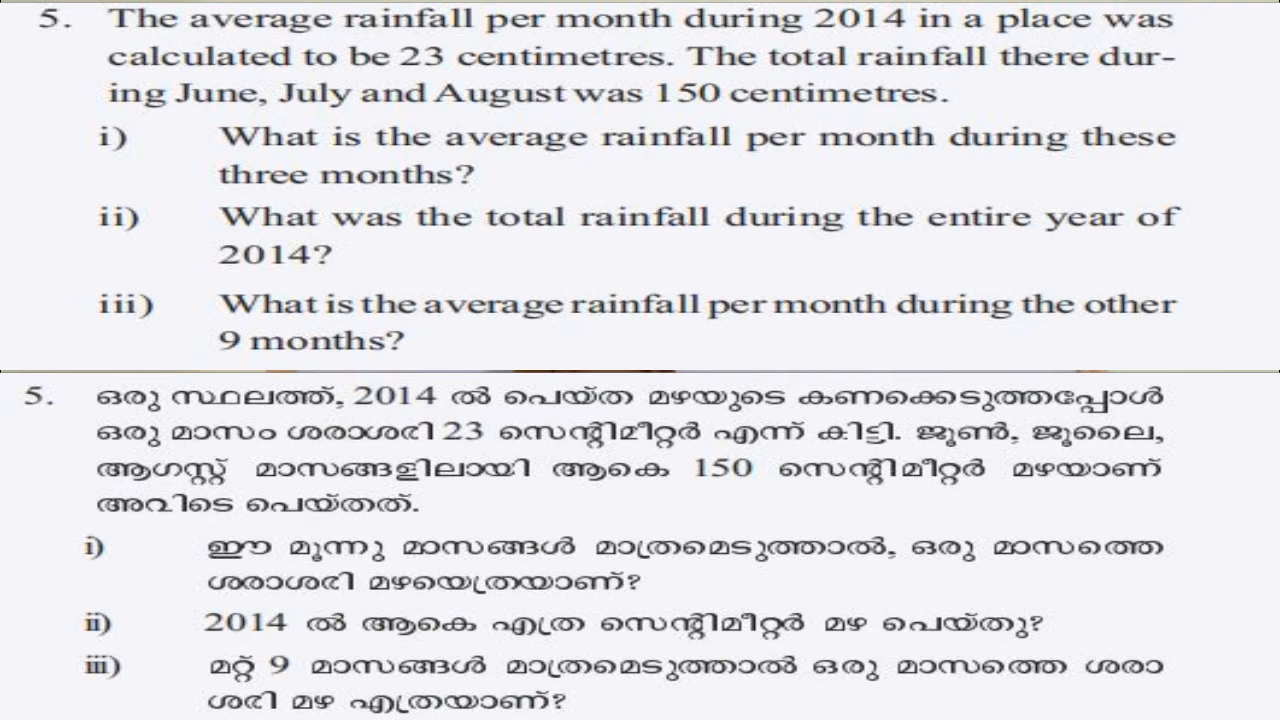 5. The average rainfall per month during 2014 in a place was
calculated to be 23 centimetres. The total rainfall there dur-
ing June, July and August was 150 centimetres.
i) What is the average rainfall per month during these
three months?
ii) What was the total rainfall during the entire year of
2014?
iii) What is the average rainfall per month during the other
9 months?
5. ഒരു സ്ഥലത്ത്, 2014 ൽ പെയ്ത മഴയുടെ കണക്കെടുത്തപ്പോൾ
ഒരു മാസം ശരാശരി 23 സെന്റിമീറ്റർ എന്ന് കിട്ടി. ജൂൺ, ജൂലൈ,
ആഗസ്റ്റ് മാസങ്ങളിലായി ആകെ 150 സെന്റിമീറ്റർ മഴയാണ്
അവിടെ പെയ്തത്.
i) ഈ മൂന്നു മാസങ്ങൾ മാത്രമെടുത്താൽ, ഒരു മാസത്തെ
ശരാശരി മഴയെത്രയാണ്?
ii) 2014 ൽ ആകെ എത്ര സെന്റിമീറ്റർ മഴ പെയ്തു?
iii) മറ്റ് 9 മാസങ്ങൾ മാത്രമെടുത്താൽ ഒരു മാസത്തെ ശരാ
ശരി മഴ എത്രയാണ്?